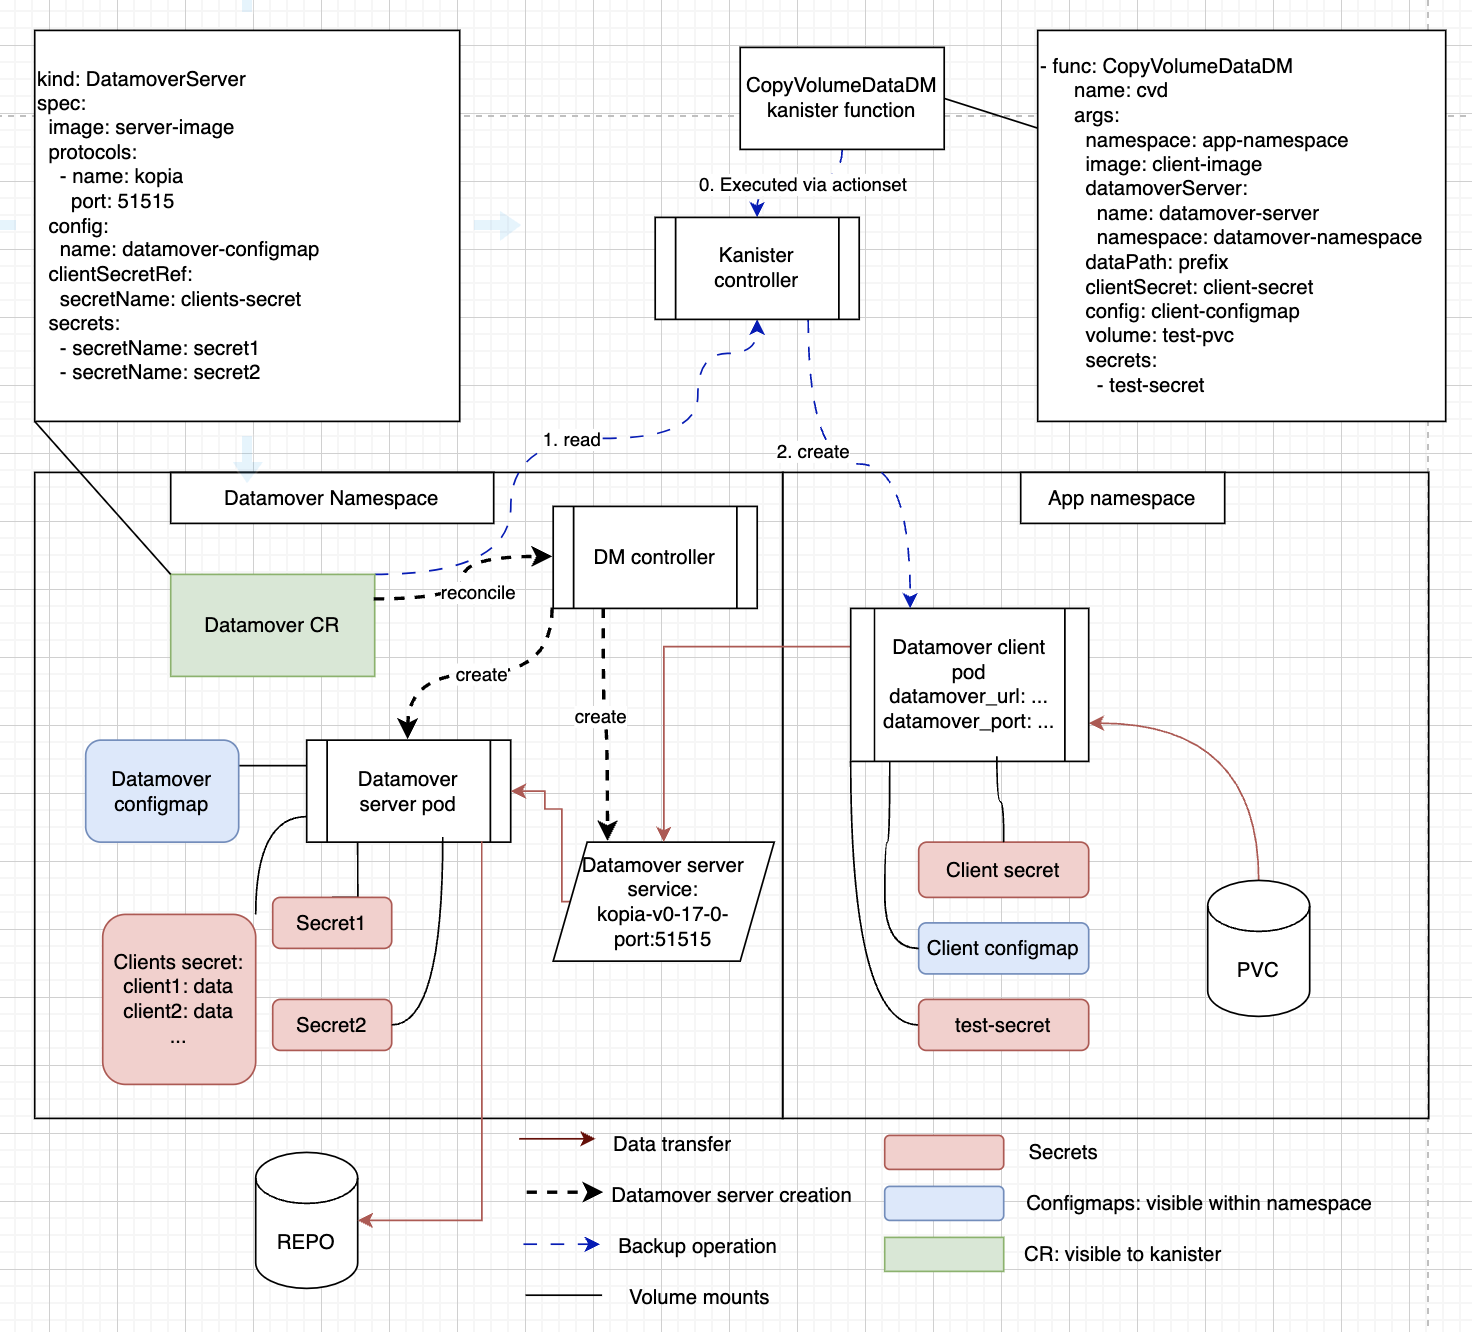 kind: DatamoverServer
spec:
image: server-image
protocols:
- name: kopia
port: 51515
config:
name: datamover-configmap
clientSecretRef:
secretName: clients-secret
secrets:
- secretName: secret1
- secretName: secret2
CopyVolumeDataDM
kanister function
- func: CopyVolumeDataDM
name: cvd
args:
namespace: app-namespace
image: client-image
datamoverServer:
name: datamover-server
namespace: datamover-namespace
dataPath: prefix
clientSecret: client-secret
config: client-configmap
volume: test-pvc
secrets:
- test-secret
0. Executed via actionset
Kanister
controller
1. read
2. create
Datamover Namespace
App namespace
DM controller
reconcile
Datamover CR
create
create
Datamover client
pod
datamover_url: ...
datamover_port: ...
Datamover
configmap
Datamover
server pod
Datamover server
service:
kopia-v0-17-0-
port:51515
Client secret
Secret1
Client configmap
Clients secret:
client1: data
client2: data
...
Secret2
test-secret
PVC
REPO
Data transfer
Datamover server creation
Backup operation
Volume mounts
Secrets
Configmaps: visible within namespace
CR: visible to kanister